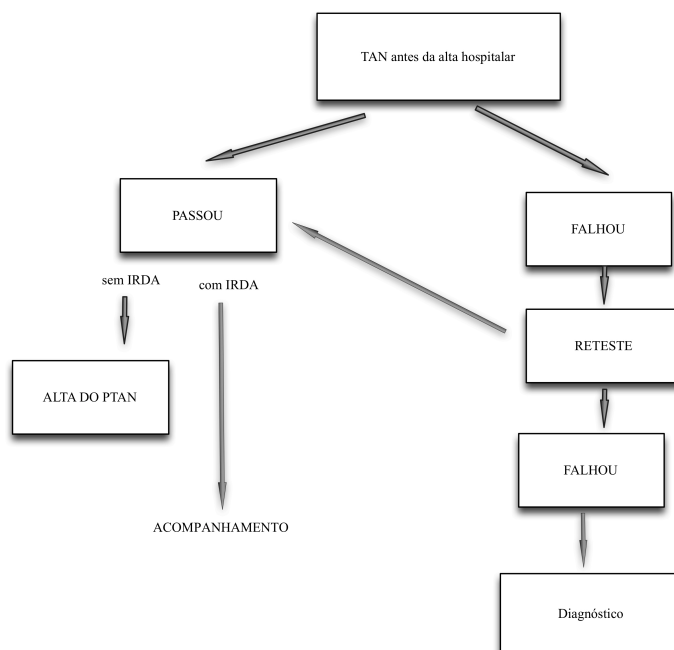 TAN antes da alta hospitalar
PASSOU
FALHOU
sem IRDA
com IRDA
RETESTE
ALTA DO PTAN
FALHOU
ACOMPANHAMENTO
Diagnóstico